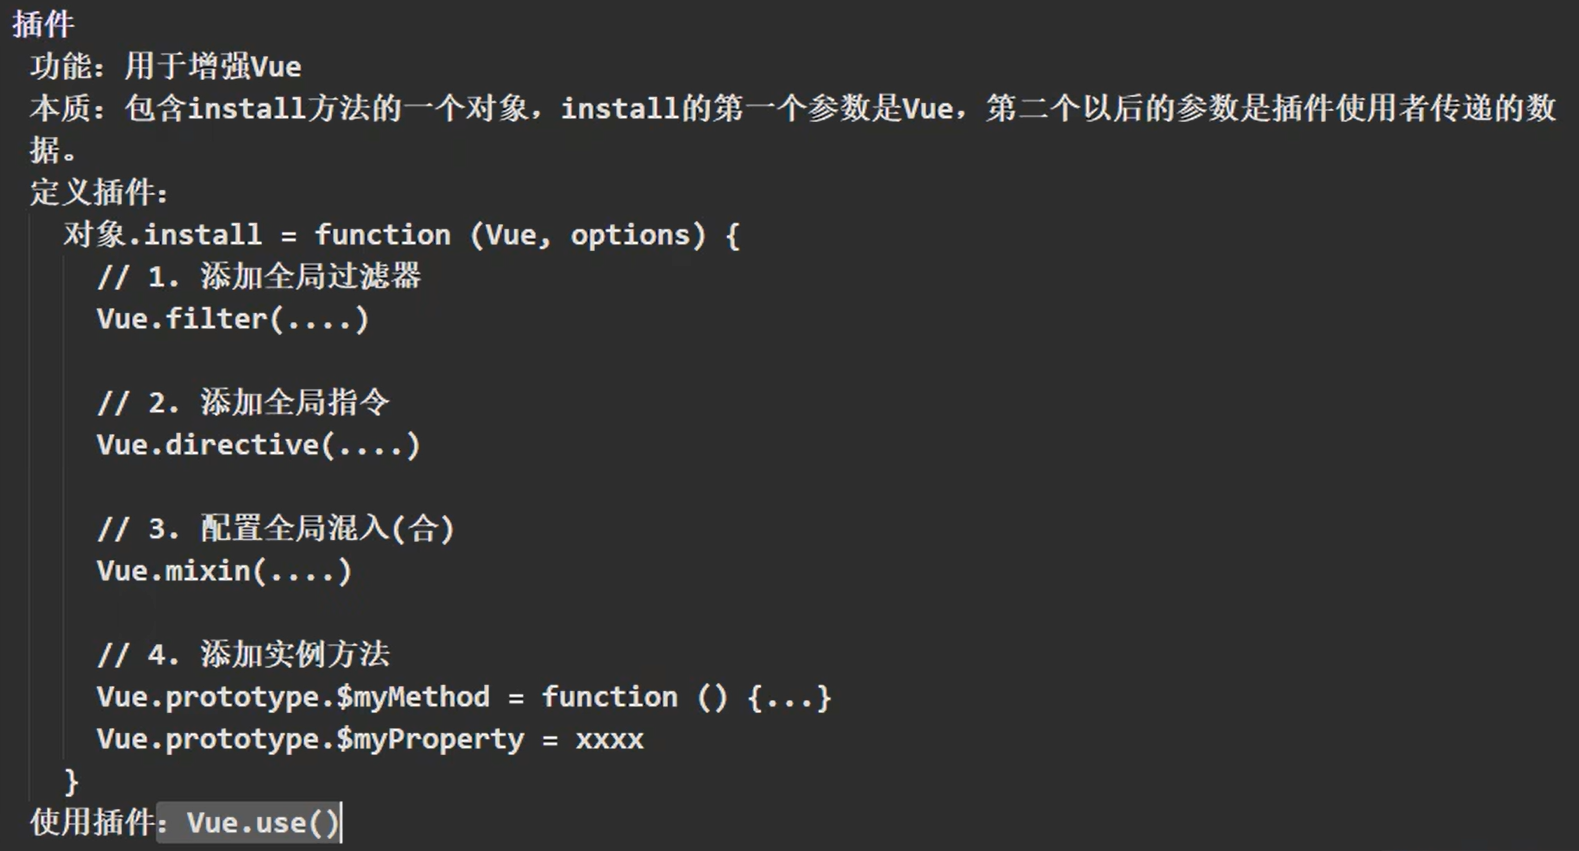 插件
功能：用于增强Vue
本质：包含install方法的一个对象，install的第一个参数是Vue，第二个以后的参数是插件使用者传递的数
据。
定义插件：
对象.install = function (Vue, options) {
// 1. 添加全局过滤器
Vue.filter(....)
// 2. 添加全局指令
Vue.directive(....)
// 3. 配置全局混入(合)
Vue.mixin(....)
// 4. 添加实例方法
Vue.prototype.$myMethod = function () {...}
Vue.prototype.$myProperty = xxxx
}
使用插件：Vue.use()